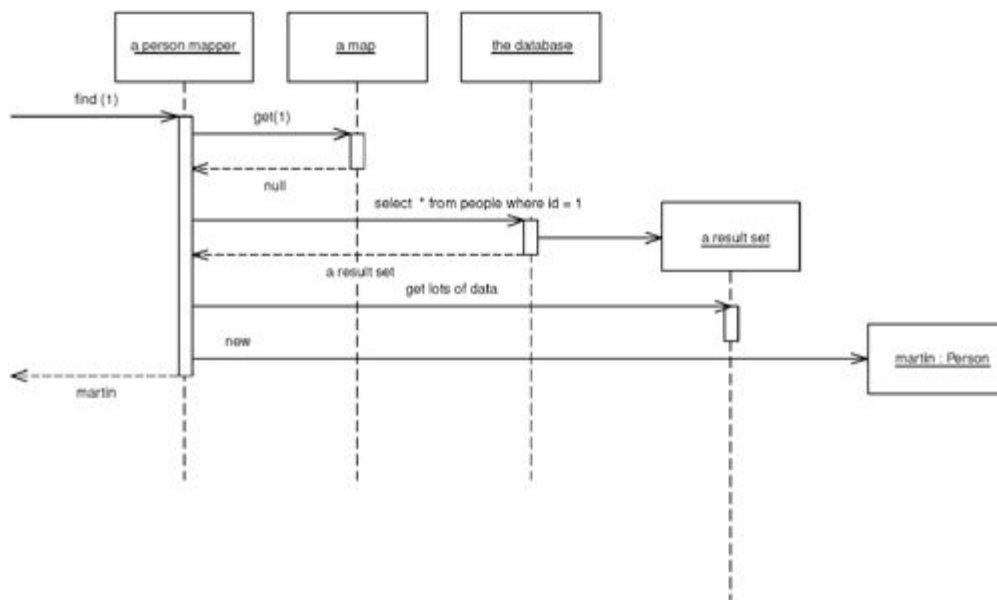 a person mapper
a map
the database
find (1)
get(1)
null
select * from people where id = 1
a result set
a result set
get lots of data
new
martin : Person
martin